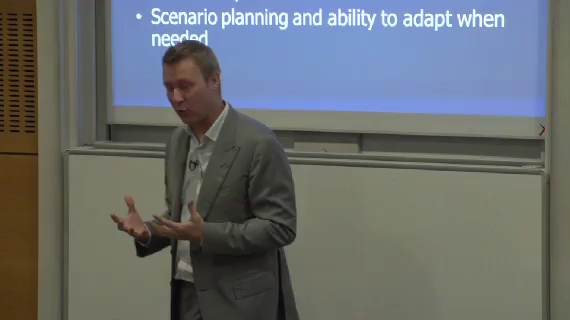 • Scenario planning and ability to adapt when
needed